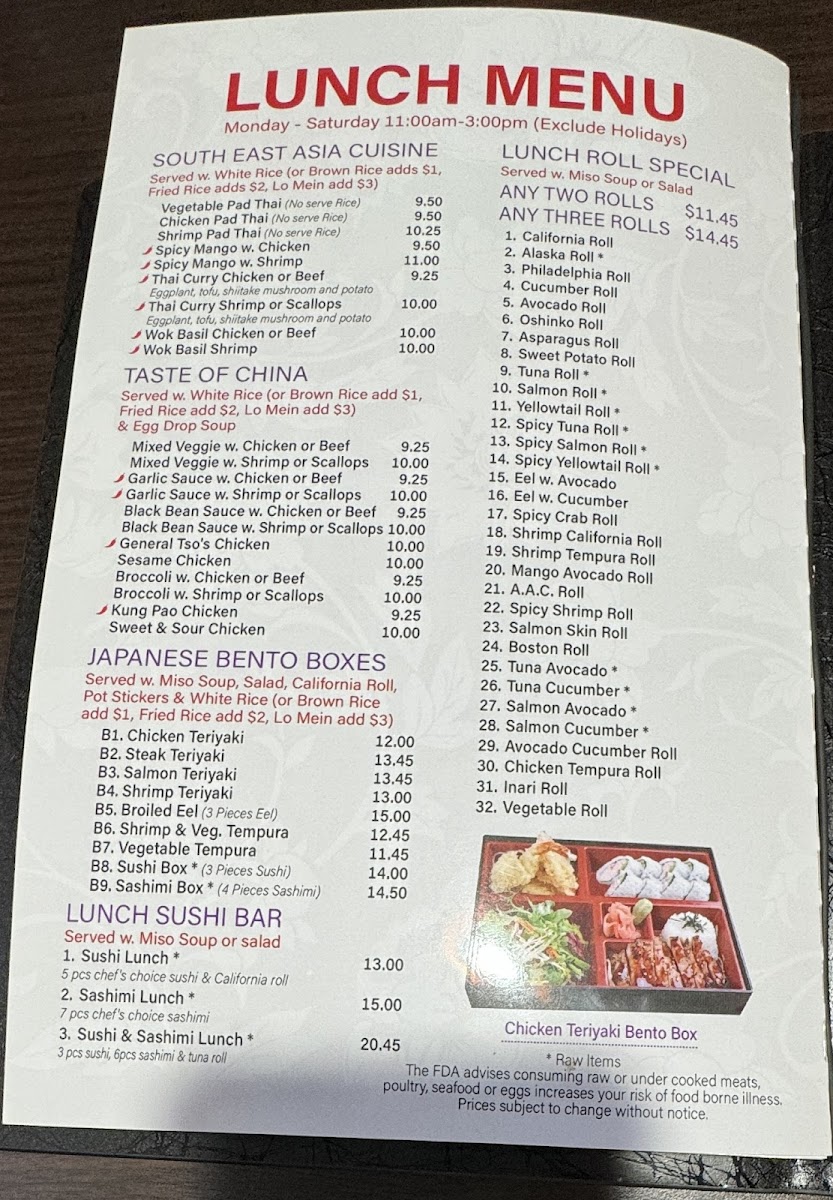 LUNCH MENU
Monday - Saturday 11:00am-3:00pm (Exclude Holidays)
SOUTH EAST ASIA CUISINE
Served w. White Rice (or Brown Rice adds $1,
Fried Rice adds $2, Lo Mein add $3)
Vegetable Pad Thai (No serve Rice) 9.50
Chicken Pad Thai (No serve Rice) 9.50
Shrimp Pad Thai (No serve Rice) 10.25
Spicy Mango w. Chicken 9.50
Spicy Mango w. Shrimp 11.00
Thai Curry Chicken or Beef 9.25
Eggplant, tofu, shiitake mushroom and potato
Thai Curry Shrimp or Scallops 10.00
Eggplant, tofu, shiitake mushroom and potato
Wok Basil Chicken or Beef 10.00
Wok Basil Shrimp 10.00
TASTE OF CHINA
Served w. White Rice (or Brown Rice add $1,
Fried Rice add $2, Lo Mein add $3)
& Egg Drop Soup
Mixed Veggie w. Chicken or Beef 9.25
Mixed Veggie w. Shrimp or Scallops 10.00
Garlic Sauce w. Chicken or Beef 9.25
Garlic Sauce w. Shrimp or Scallops 10.00
Black Bean Sauce w. Chicken or Beef 9.25
Black Bean Sauce w. Shrimp or Scallops 10.00
General Tso's Chicken 10.00
Sesame Chicken 10.00
Broccoli w. Chicken or Beef 9.25
Broccoli w. Shrimp or Scallops 10.00
Kung Pao Chicken 9.25
Sweet & Sour Chicken 10.00
JAPANESE BENTO BOXES
Served w. Miso Soup, Salad, California Roll,
Pot Stickers & White Rice (or Brown Rice
add $1, Fried Rice add $2, Lo Mein add $3)
B1. Chicken Teriyaki 12.00
B2. Steak Teriyaki 13.45
B3. Salmon Teriyaki 13.45
B4. Shrimp Teriyaki 13.00
B5. Broiled Eel (3 Pieces Eel) 15.00
B6. Shrimp & Veg. Tempura 12.45
B7. Vegetable Tempura 11.45
B8. Sushi Box * (3 Pieces Sushi) 14.00
B9. Sashimi Box * (4 Pieces Sashimi) 14.50
LUNCH SUSHI BAR
Served w. Miso Soup or salad
1. Sushi Lunch * 13.00
5 pcs chef's choice sushi & California roll
2. Sashimi Lunch * 15.00
7 pcs chef's choice sashimi
3. Sushi & Sashimi Lunch * 20.45
3 pcs sushi, 6pcs sashimi & tuna roll
LUNCH ROLL SPECIAL
Served w. Miso Soup or Salad
ANY TWO ROLLS $11.45
ANY THREE ROLLS $14.45
1. California Roll
2. Alaska Roll *
3. Philadelphia Roll
4. Cucumber Roll
5. Avocado Roll
6. Oshinko Roll
7. Asparagus Roll
8. Sweet Potato Roll
9. Tuna Roll *
10. Salmon Roll *
11. Yellowtail Roll *
12. Spicy Tuna Roll *
13. Spicy Salmon Roll *
14. Spicy Yellowtail Roll *
15. Eel w. Avocado
16. Eel w. Cucumber
17. Spicy Crab Roll
18. Shrimp California Roll
19. Shrimp Tempura Roll
20. Mango Avocado Roll
21. A.A.C. Roll
22. Spicy Shrimp Roll
23. Salmon Skin Roll
24. Boston Roll
25. Tuna Avocado *
26. Tuna Cucumber *
27. Salmon Avocado *
28. Salmon Cucumber *
29. Avocado Cucumber Roll
30. Chicken Tempura Roll
31. Inari Roll
32. Vegetable Roll
Chicken Teriyaki Bento Box
* Raw Items
The FDA advises consuming raw or under cooked meats,
poultry, seafood or eggs increases your risk of food borne illness.
Prices subject to change without notice.